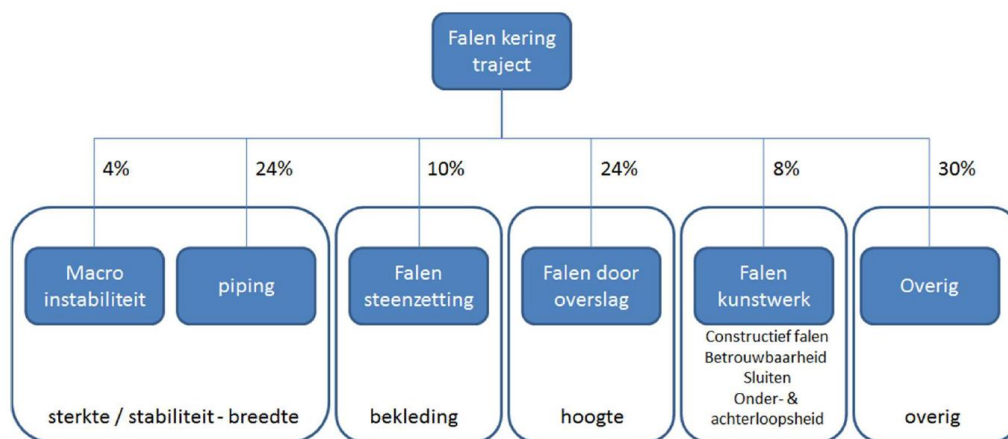 Falen kering
traject
4%
24%
10%
24%
8%
30%
Macro
instabiliteit
piping
Falen
steenzetting
Falen door
overslag
Falen
kunstwerk
Overig
Constructief falen
Betrouwbaarheid
Sluiten
Onder- &
achterloopsheid
sterkte / stabiliteit - breedte
bekleding
hoogte
overig